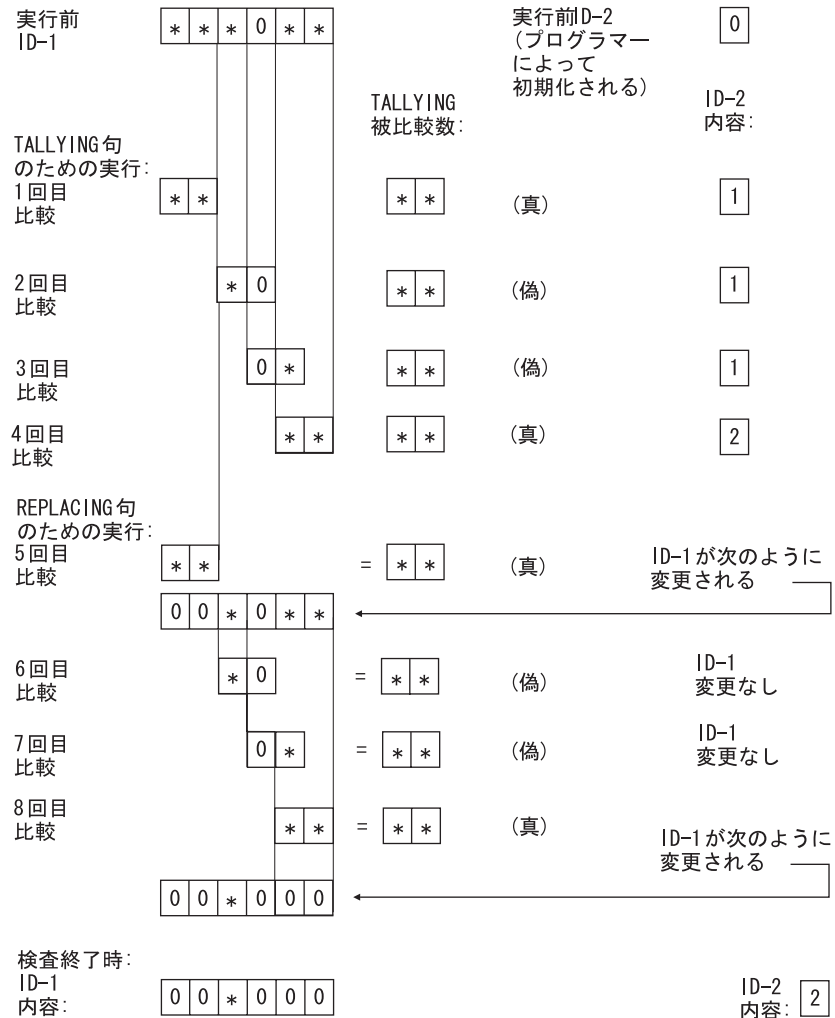 実行前
ID-1
* * * 0 * *
実行前ID-2
(プログラマー
によって
初期化される)
0
TALLYING
被比較数:
ID-2
内容:
TALLYING句
のための実行:
1回目
比較
* *
* *
(真)
1
2回目
比較
* 0
* *
(偽)
1
3回目
比較
0 *
* *
(偽)
1
4回目
比較
* *
* *
(真)
2
REPLACING句
のための実行:
5回目
比較
* *
= * *
(真)
ID-1が次のように
変更される
0 0 * 0 * *
6回目
比較
* 0
= * *
(偽)
ID-1
変更なし
7回目
比較
0 *
= * *
(偽)
ID-1
変更なし
8回目
比較
* *
= * *
(真)
ID-1が次のように
変更される
0 0 * 0 0 0
検査終了時:
ID-1
内容:
0 0 * 0 0 0
ID-2
内容:
2